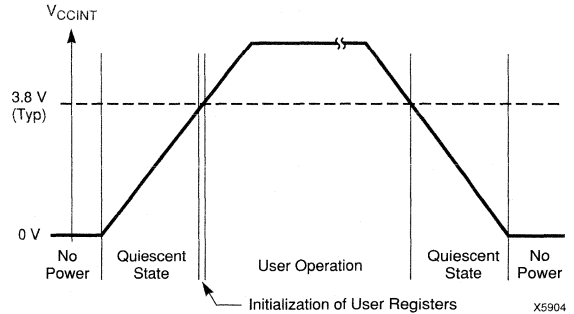 VCCINT
3.8 V
(Typ)
0 V
No
Power
Quiescent
State
User Operation
Quiescent
State
No
Power
Initialization of User Registers
X5904